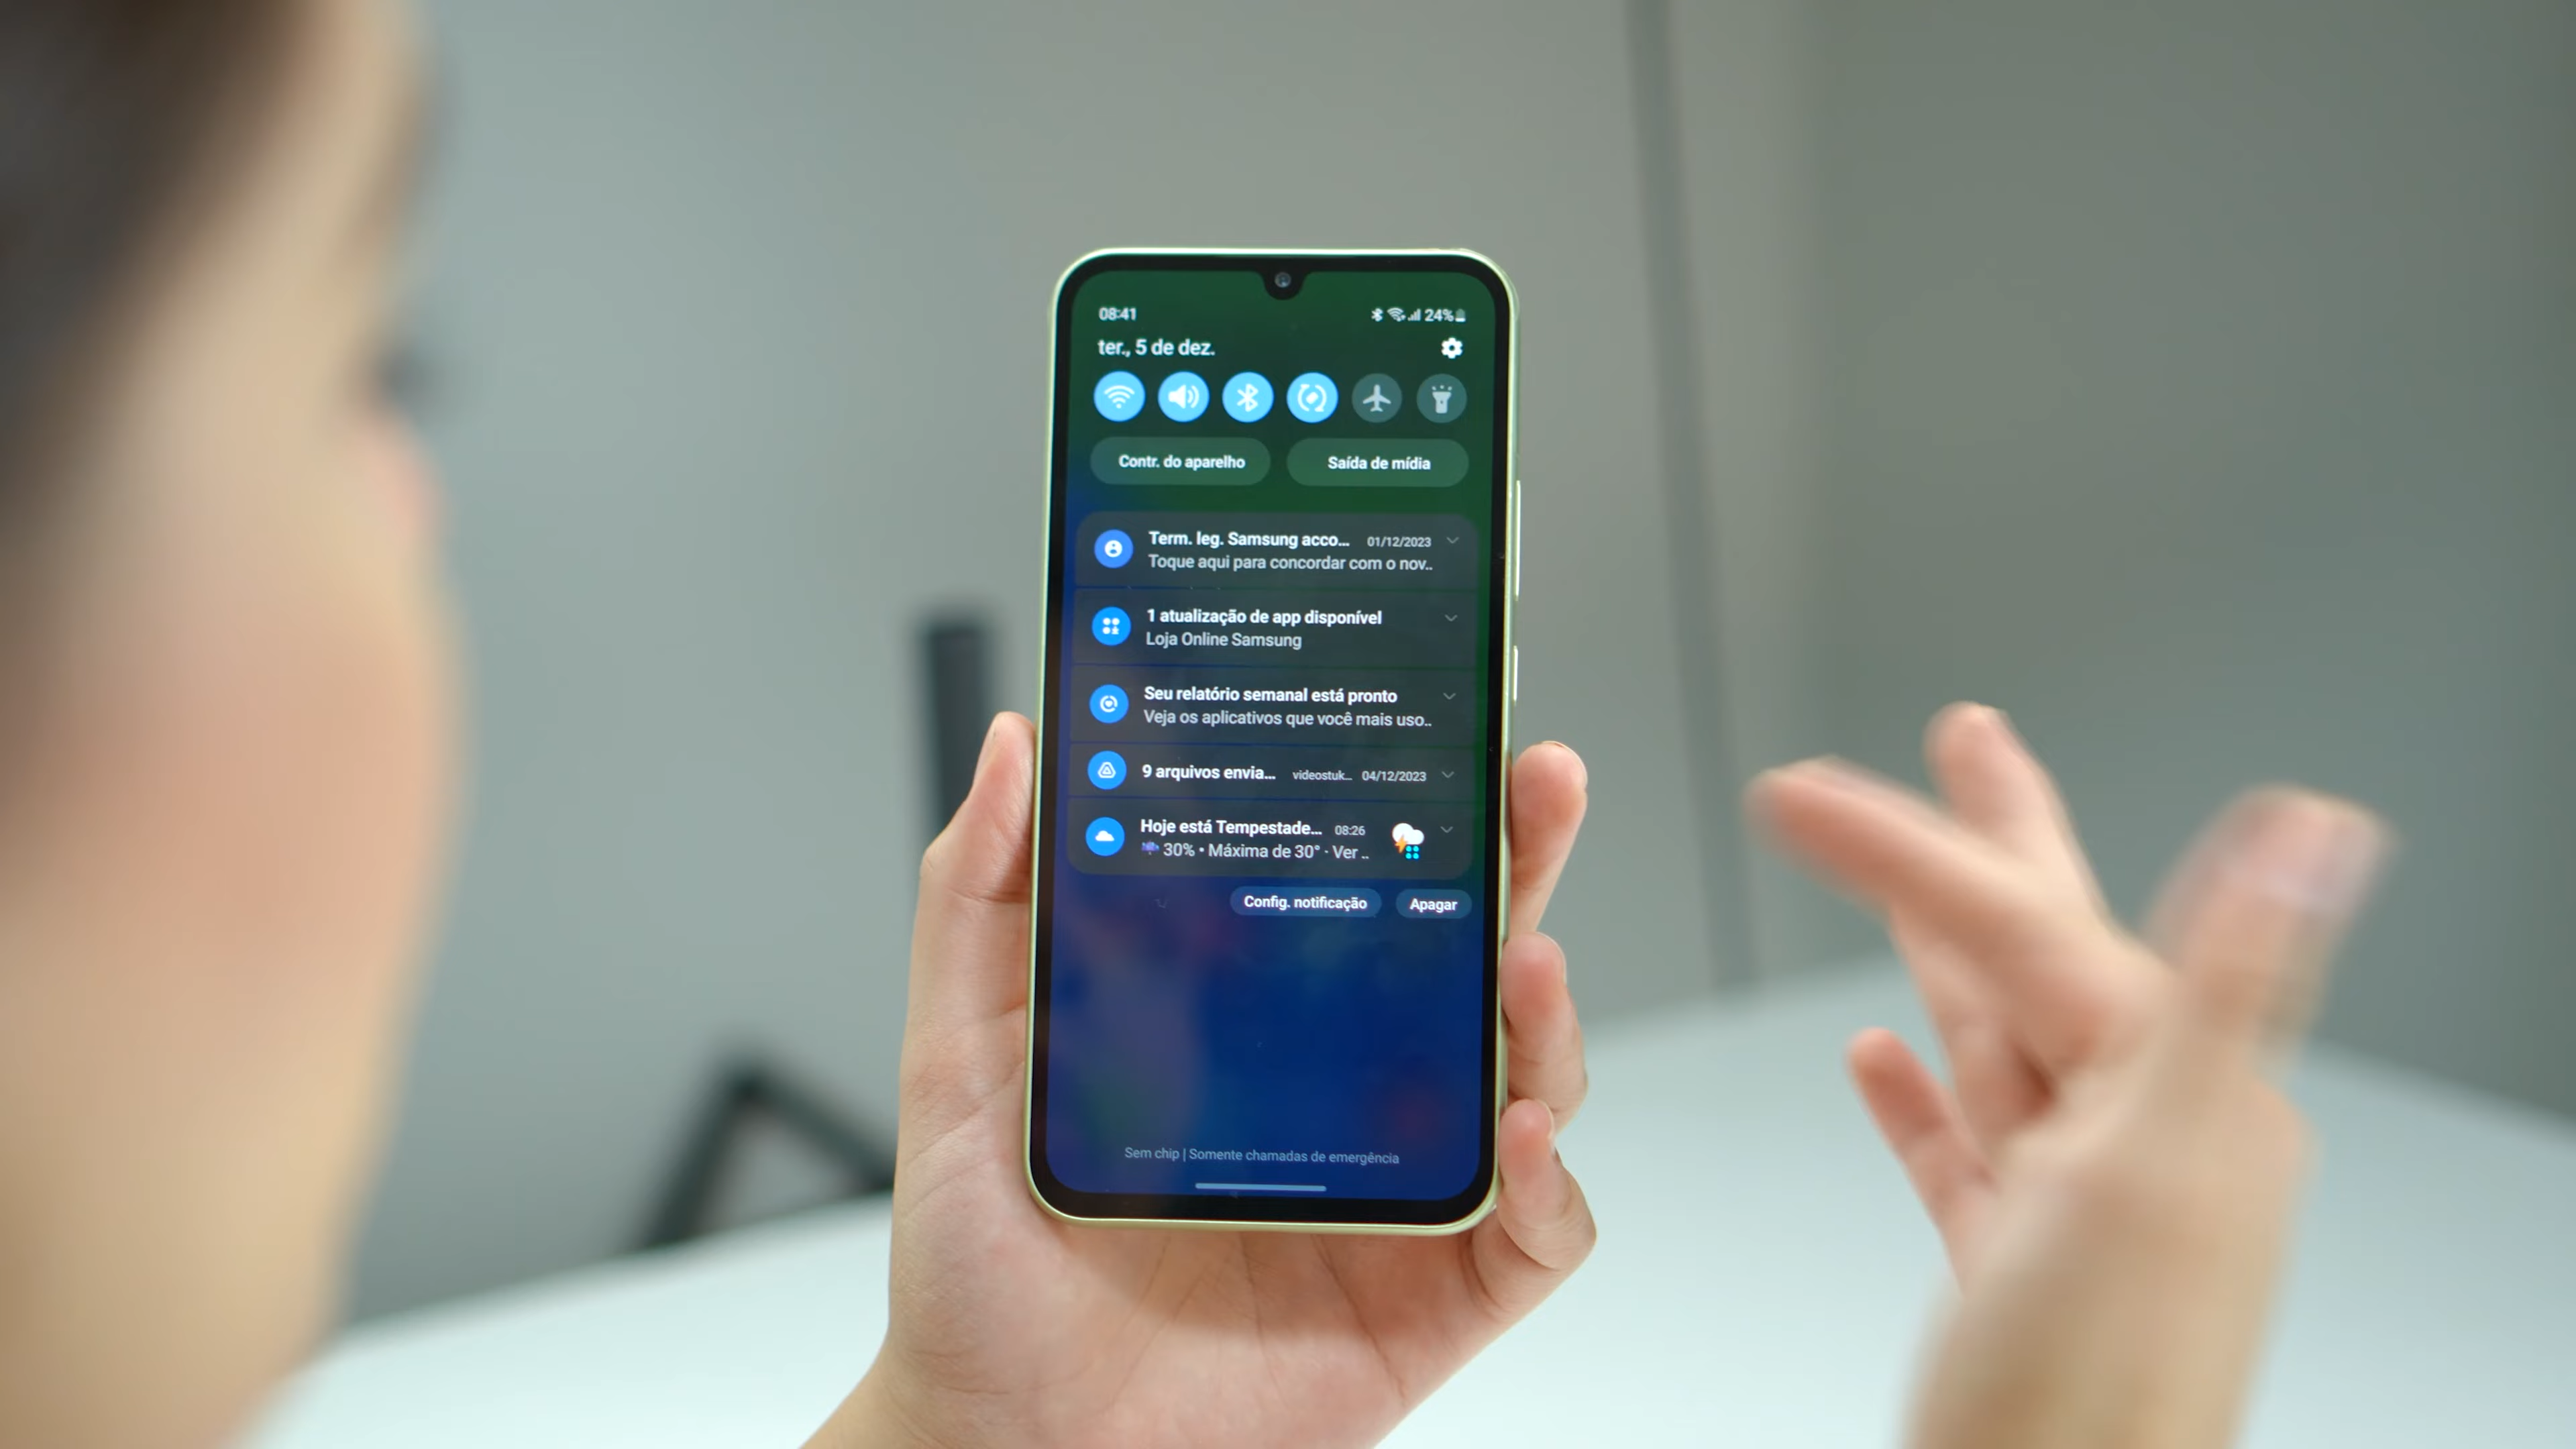 08:41 24%
ter., 5 de dez.
Contr. do aparelho Saída de mídia
Term. leg. Samsung acco... 01/12/2023
Toque aqui para concordar com o nov..
1 atualização de app disponível
Loja Online Samsung
Seu relatório semanal está pronto
Veja os aplicativos que você mais uso..
9 arquivos envia... videostuk... 04/12/2023
Hoje está Tempestade... 08:26
30% • Máxima de 30° · Ver ..
Config. notificação Apagar
Sem chip | Somente chamadas de emergência